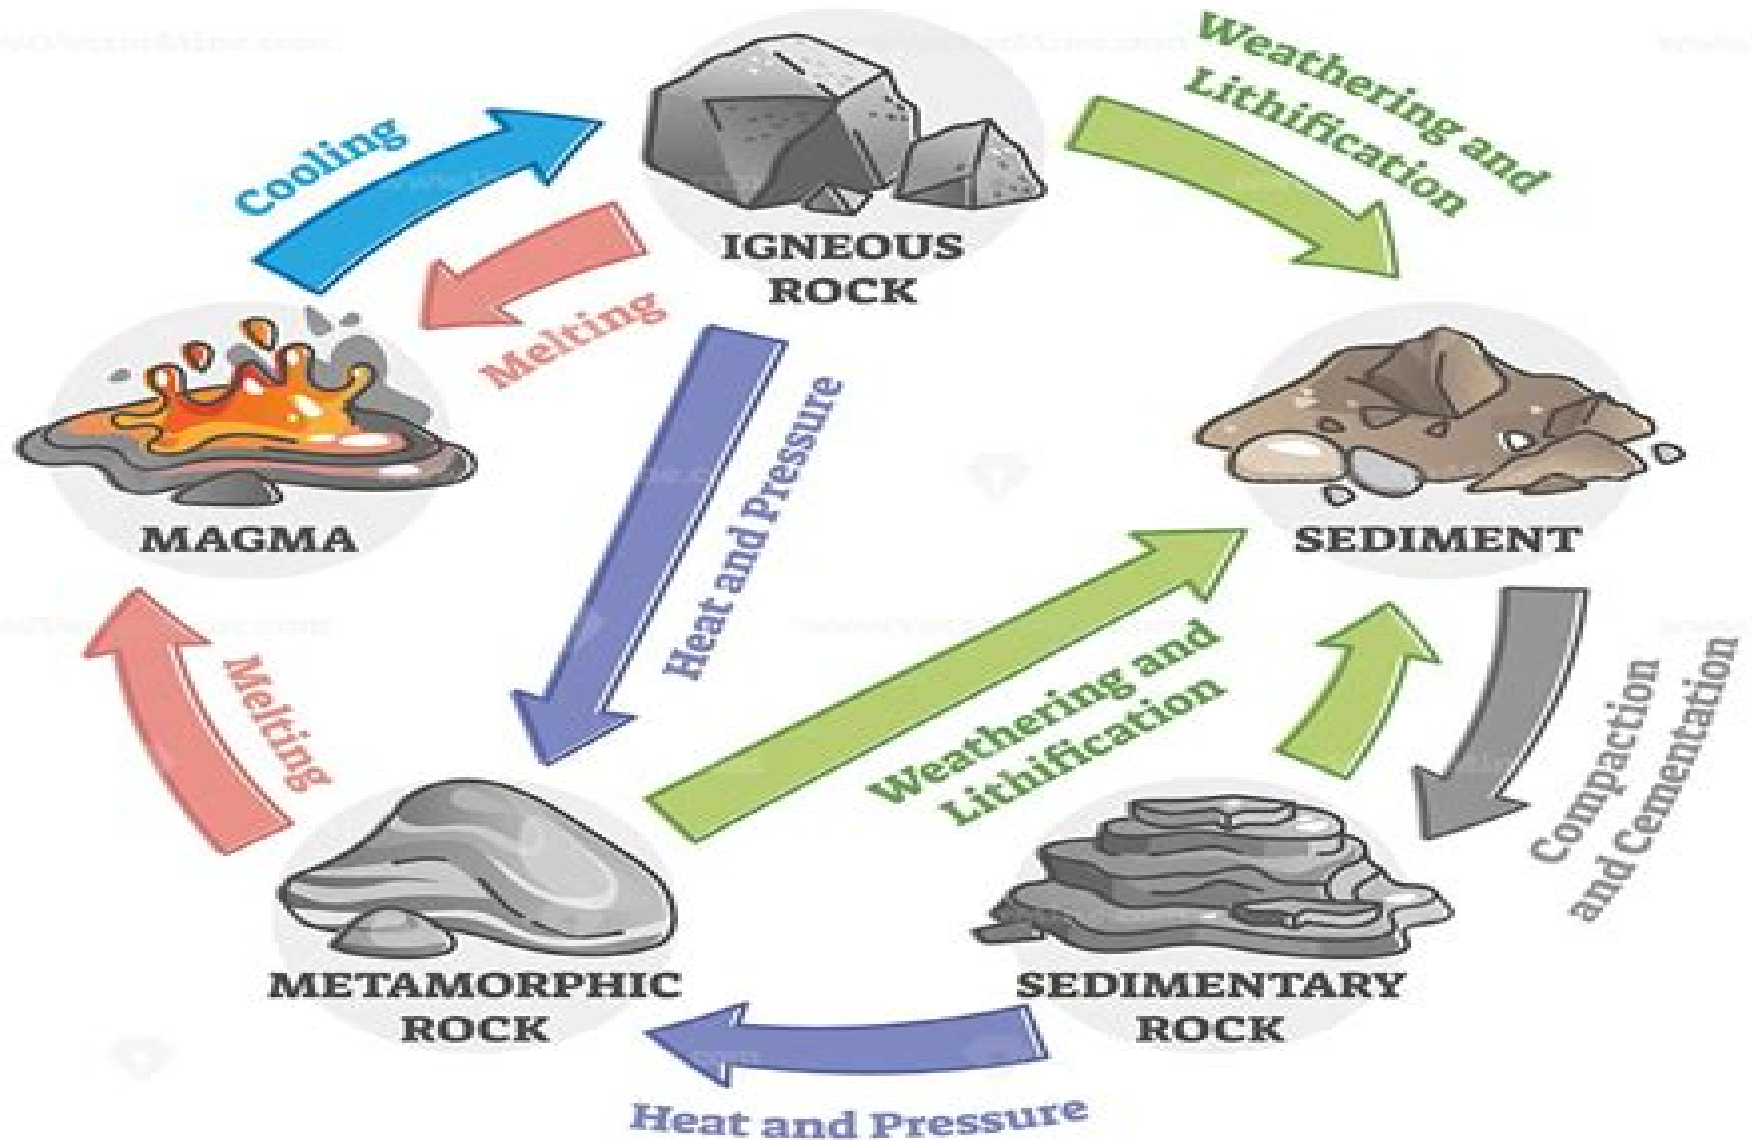 Weathering and
Lithification
Cooling
IGNEOUS
ROCK
Melting
Heat and Pressure
MAGMA
SEDIMENT
Melting
Weathering and
Lithification
Compaction
and Cementation
METAMORPHIC
ROCK
SEDIMENTARY
ROCK
Heat and Pressure